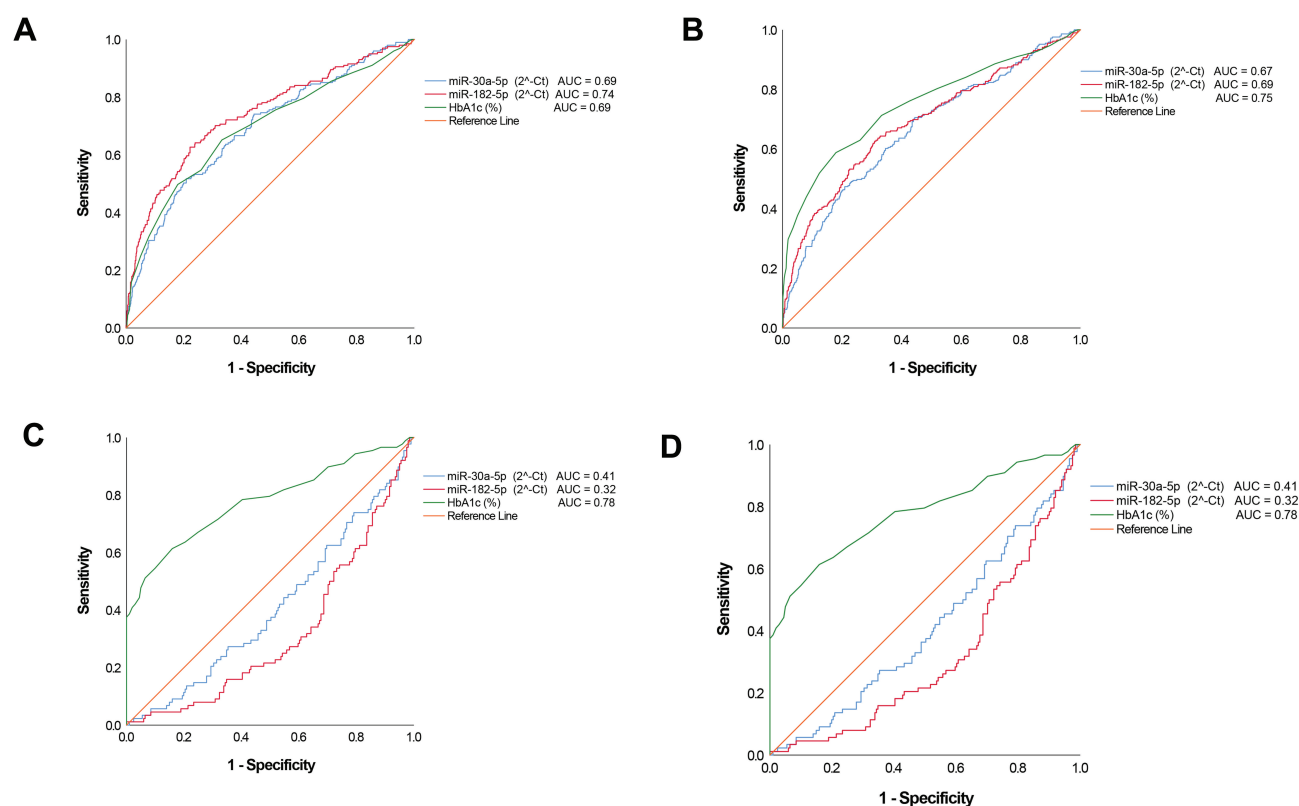 A
1.0
0.8
0.6
0.4
0.2
0.0
Sensitivity
0.0 0.2 0.4 0.6 0.8 1.0
1 - Specificity
miR-30a-5p (2^-Ct) AUC = 0.69
miR-182-5p (2^-Ct) AUC = 0.74
HbA1c (%) AUC = 0.69
Reference Line
B
1.0
0.8
0.6
0.4
0.2
0.0
Sensitivity
0.0 0.2 0.4 0.6 0.8 1.0
1 - Specificity
miR-30a-5p (2^-Ct) AUC = 0.67
miR-182-5p (2^-Ct) AUC = 0.69
HbA1c (%) AUC = 0.75
Reference Line
C
1.0
0.8
0.6
0.4
0.2
0.0
Sensitivity
0.0 0.2 0.4 0.6 0.8 1.0
1 - Specificity
miR-30a-5p (2^-Ct) AUC = 0.41
miR-182-5p (2^-Ct) AUC = 0.32
HbA1c (%) AUC = 0.78
Reference Line
D
1.0
0.8
0.6
0.4
0.2
0.0
Sensitivity
0.0 0.2 0.4 0.6 0.8 1.0
1 - Specificity
miR-30a-5p (2^-Ct) AUC = 0.41
miR-182-5p (2^-Ct) AUC = 0.32
HbA1c (%) AUC = 0.78
Reference Line